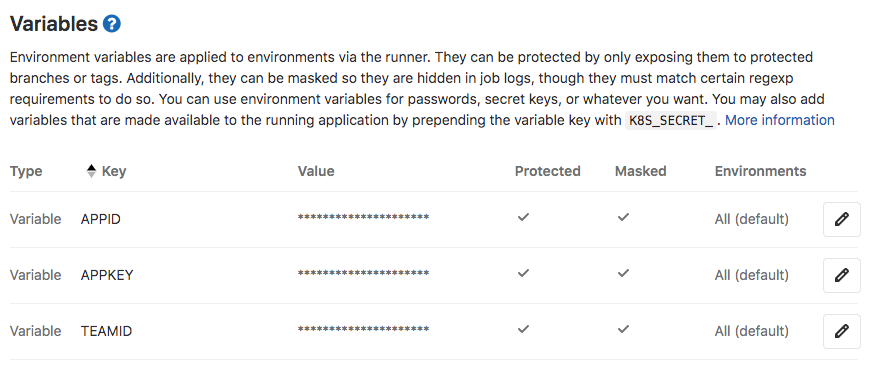 Variables ?
Environment variables are applied to environments via the runner. They can be protected by only exposing them to protected
branches or tags. Additionally, they can be masked so they are hidden in job logs, though they must match certain regexp
requirements to do so. You can use environment variables for passwords, secret keys, or whatever you want. You may also add
variables that are made available to the running application by prepending the variable key with K8S_SECRET_ . More information
Type Key Value Protected Masked Environments
Variable APPID ********************* ✓ ✓ All (default)
Variable APPKEY ********************* ✓ ✓ All (default)
Variable TEAMID ********************* ✓ ✓ All (default)